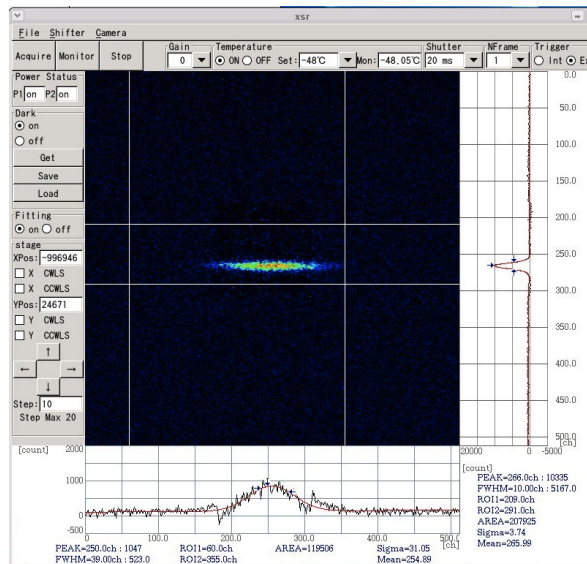 xsr
File Shifter Camera
Acquire Monitor Stop
Gain
0
Temperature
ON OFF Set: -48℃ Mon: -48.05℃
Shutter
20 ms
NFrame
1
Trigger
Int Ex
Power Status
P1 on P2 on
Dark
on
off
Get
Save
Load
Fitting
on off
stage
XPos: -996946
X CWLS
X CCWLS
YPos: 24671
Y CWLS
Y CCWLS
↑
← →
↓
Step: 10
Step Max 20
0.0
50.0
100.0
150.0
200.0
250.0
300.0
350.0
400.0
450.0
500.0
[ch]
20000 0 -5000
[count]
PEAK=266.0ch : 10335
FWHM=10.00ch : 5167.0
ROI1=209.0ch
ROI2=291.0ch
AREA=207925
Sigma=3.74
Mean=265.99
[count]
2000
1000
500
0
-500
0.0 100.0 200.0 300.0 400.0 500.0
[ch]
PEAK=250.0ch : 1047 ROI1=60.0ch AREA=119506 Sigma=31.05
FWHM=39.00ch : 523.0 ROI2=355.0ch Mean=254.89